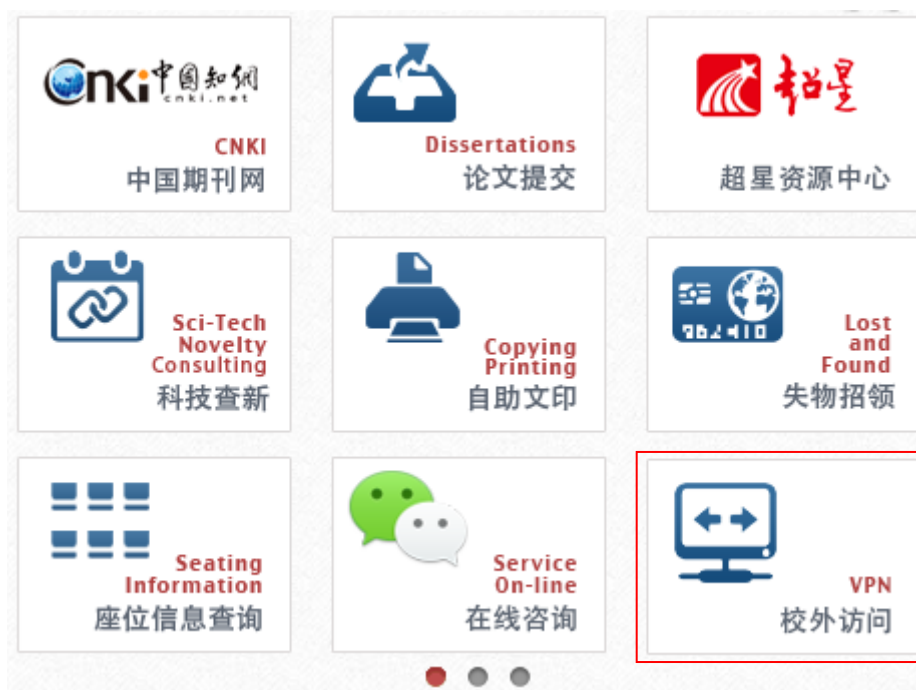 cnki中国知網
cnki.net
CNKI
中国期刊网
Dissertations
论文提交
超星
超星资源中心
Sci-Tech
Novelty
Consulting
科技查新
Copying
Printing
自助文印
962410
Lost
and
Found
失物招领
Seating
Information
座位信息查询
Service
On-line
在线咨询
VPN
校外访问